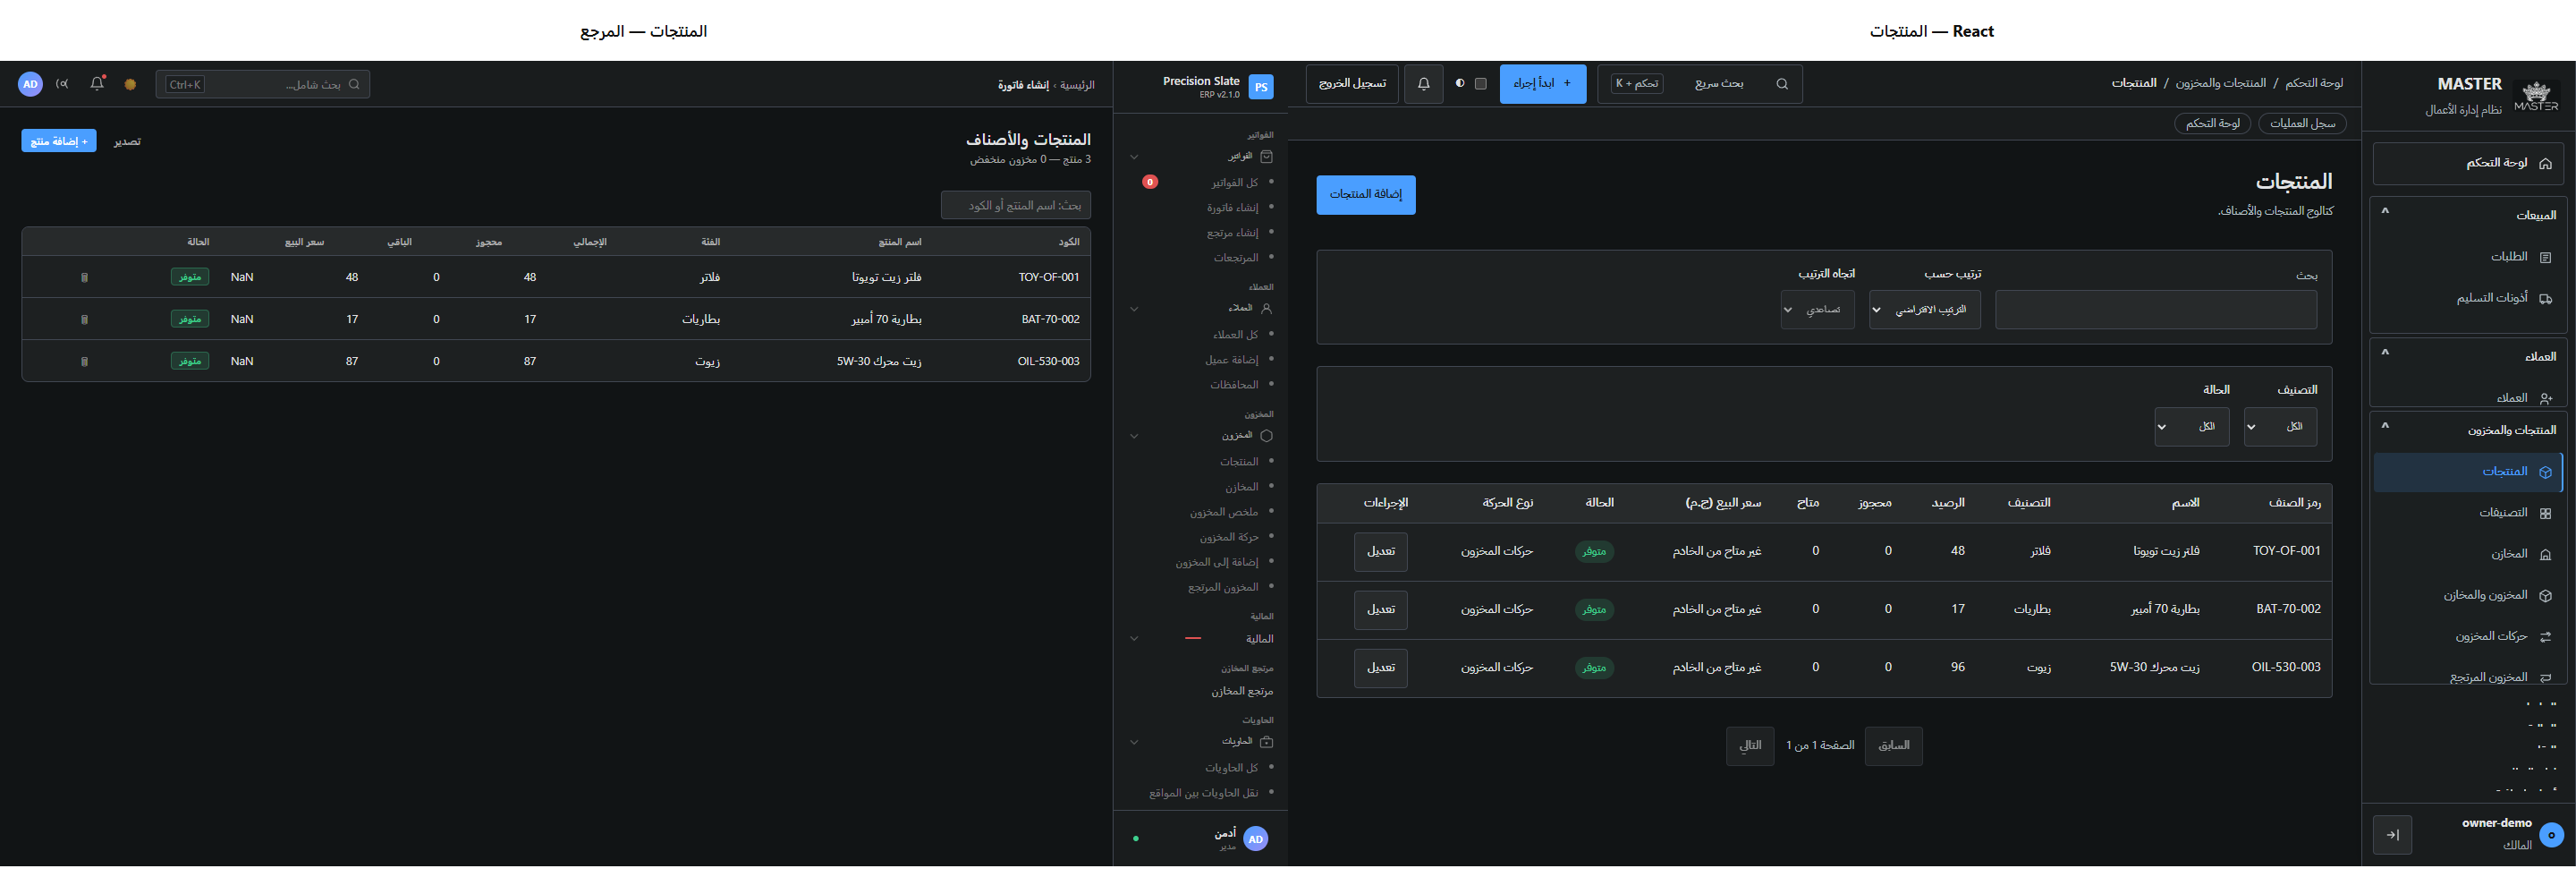 React — المنتجات
المنتجات — المرجع
MASTER
نظام إدارة الأعمال
MASTER
لوحة التحكم
المبيعات
الطلبات
أذونات التسليم
العملاء
العملاء
المنتجات والمخزون
المنتجات
التصنيفات
المخازن
المخزون والمخازن
حركات المخزون
المخزون المرتجع
owner-demo
المالك
o
لوحة التحكم / المنتجات والمخزون / المنتجات
بحث سريع
تحكم + K
+ ابدأ إجراء
تسجيل الخروج
سجل العمليات
لوحة التحكم
المنتجات
كتالوج المنتجات والأصناف.
إضافة المنتجات
بحث
ترتيب حسب
اتجاه الترتيب
الترتيب الافتراضي
تصاعدي
التصنيف
الحالة
الكل
الكل
رمز الصنف الاسم التصنيف الرصيد محجوز متاح سعر البيع (ج.م) الحالة نوع الحركة الإجراءات
TOY-OF-001 فلتر زيت تويوتا فلاتر 48 0 0 غير متاح من الخادم متوفر حركات المخزون تعديل
BAT-70-002 بطارية 70 أمبير بطاريات 17 0 0 غير متاح من الخادم متوفر حركات المخزون تعديل
OIL-530-003 زيت محرك 5W-30 زيوت 96 0 0 غير متاح من الخادم متوفر حركات المخزون تعديل
السابق
الصفحة 1 من 1
التالي
PS
Precision Slate
ERP v2.1.0
الفواتير
الفواتير
كل الفواتير
0
إنشاء فاتورة
إنشاء مرتجع
المرتجعات
العملاء
العملاء
كل العملاء
إضافة عميل
المحافظات
المخزون
المخزون
المنتجات
المخازن
ملخص المخزون
حركة المخزون
إضافة إلى المخزون
المخزون المرتجع
المالية
المالية
مرتجع المخازن
مرتجع المخازن
الحاويات
الحاويات
كل الحاويات
نقل الحاويات بين المواقع
AD
أدمن
مدير
الرئيسية › إنشاء فاتورة
بحث شامل...
Ctrl+K
AD
المنتجات والأصناف
3 منتج — 0 مخزون منخفض
تصدير
+ إضافة منتج
بحث: اسم المنتج أو الكود
الكود اسم المنتج الفئة الإجمالي محجوز الباقي سعر البيع الحالة
TOY-OF-001 فلتر زيت تويوتا فلاتر 48 0 48 NaN متوفر
BAT-70-002 بطارية 70 أمبير بطاريات 17 0 17 NaN متوفر
OIL-530-003 زيت محرك 5W-30 زيوت 87 0 87 NaN متوفر